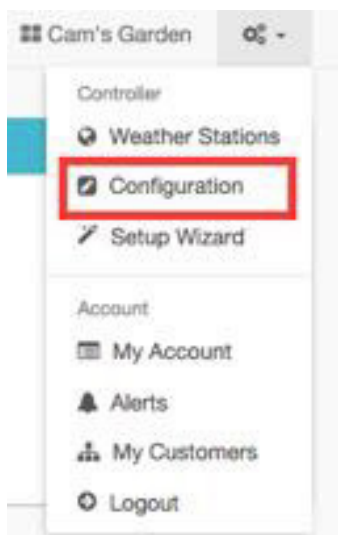 Cam's Garden
Controller
Weather Stations
Configuration
Setup Wizard
Account
My Account
Alerts
My Customers
Logout